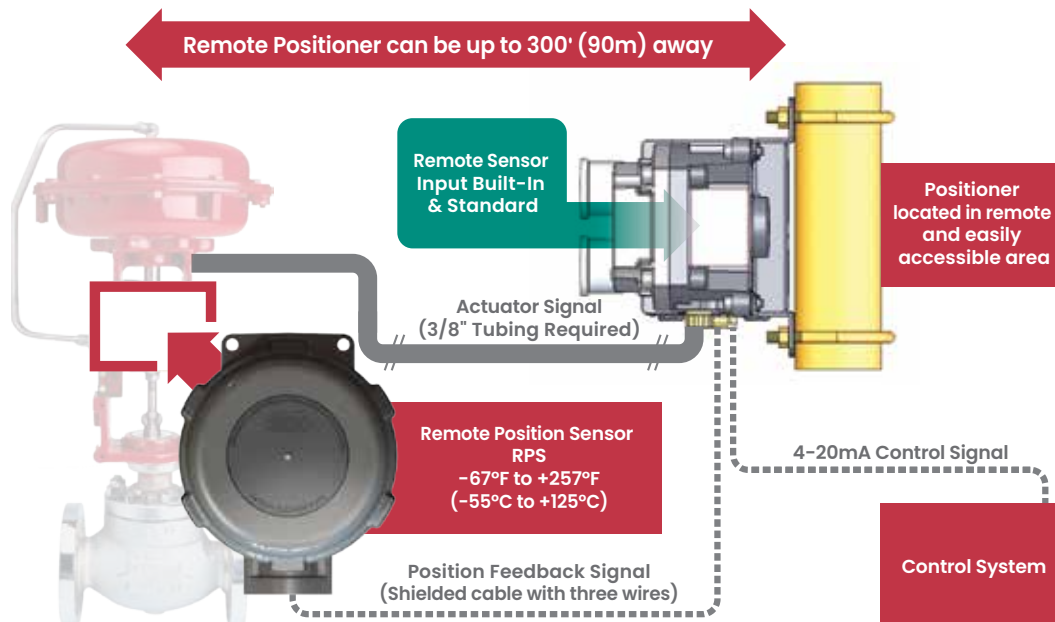 Remote Positioner can be up to 300' (90m) away
Remote Sensor
Input Built-In
& Standard
Positioner
located in remote
and easily
accessible area
Actuator Signal
(3/8" Tubing Required)
Remote Position Sensor
RPS
-67°F to +257°F
(-55°C to +125°C)
4-20mA Control Signal
Control System
Position Feedback Signal
(Shielded cable with three wires)